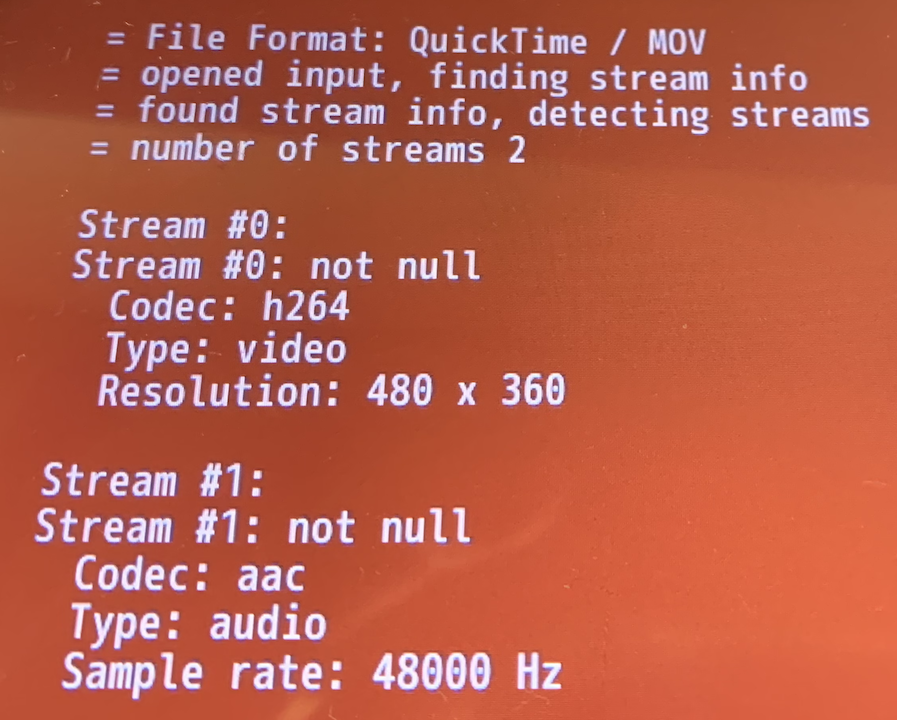 = File Format: QuickTime / MOV
= opened input, finding stream info
= found stream info, detecting streams
= number of streams 2
Stream #0:
Stream #0: not null
Codec: h264
Type: video
Resolution: 480 x 360
Stream #1:
Stream #1: not null
Codec: aac
Type: audio
Sample rate: 48000 Hz